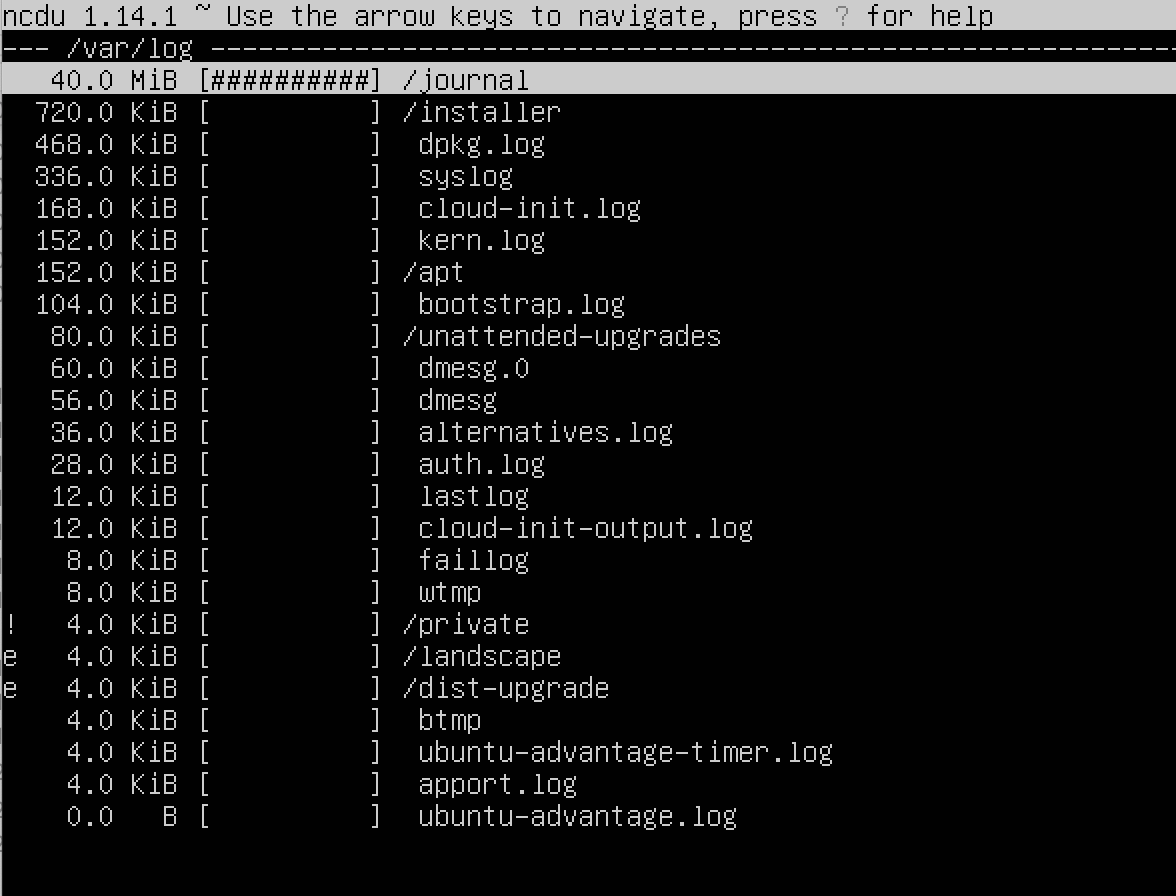 ncdu 1.14.1 ~ Use the arrow keys to navigate, press ? for help
--- /var/log -------------------------------------------------------------
   40.0 MiB [##########] /journal
  720.0 KiB [          ] /installer
  468.0 KiB [          ]  dpkg.log
  336.0 KiB [          ]  syslog
  168.0 KiB [          ]  cloud-init.log
  152.0 KiB [          ]  kern.log
  152.0 KiB [          ] /apt
  104.0 KiB [          ]  bootstrap.log
   80.0 KiB [          ] /unattended-upgrades
   60.0 KiB [          ]  dmesg.0
   56.0 KiB [          ]  dmesg
   36.0 KiB [          ]  alternatives.log
   28.0 KiB [          ]  auth.log
   12.0 KiB [          ]  lastlog
   12.0 KiB [          ]  cloud-init-output.log
    8.0 KiB [          ]  faillog
    8.0 KiB [          ]  wtmp
!   4.0 KiB [          ] /private
e   4.0 KiB [          ] /landscape
e   4.0 KiB [          ] /dist-upgrade
    4.0 KiB [          ]  btmp
    4.0 KiB [          ]  ubuntu-advantage-timer.log
    4.0 KiB [          ]  apport.log
    0.0   B [          ]  ubuntu-advantage.log